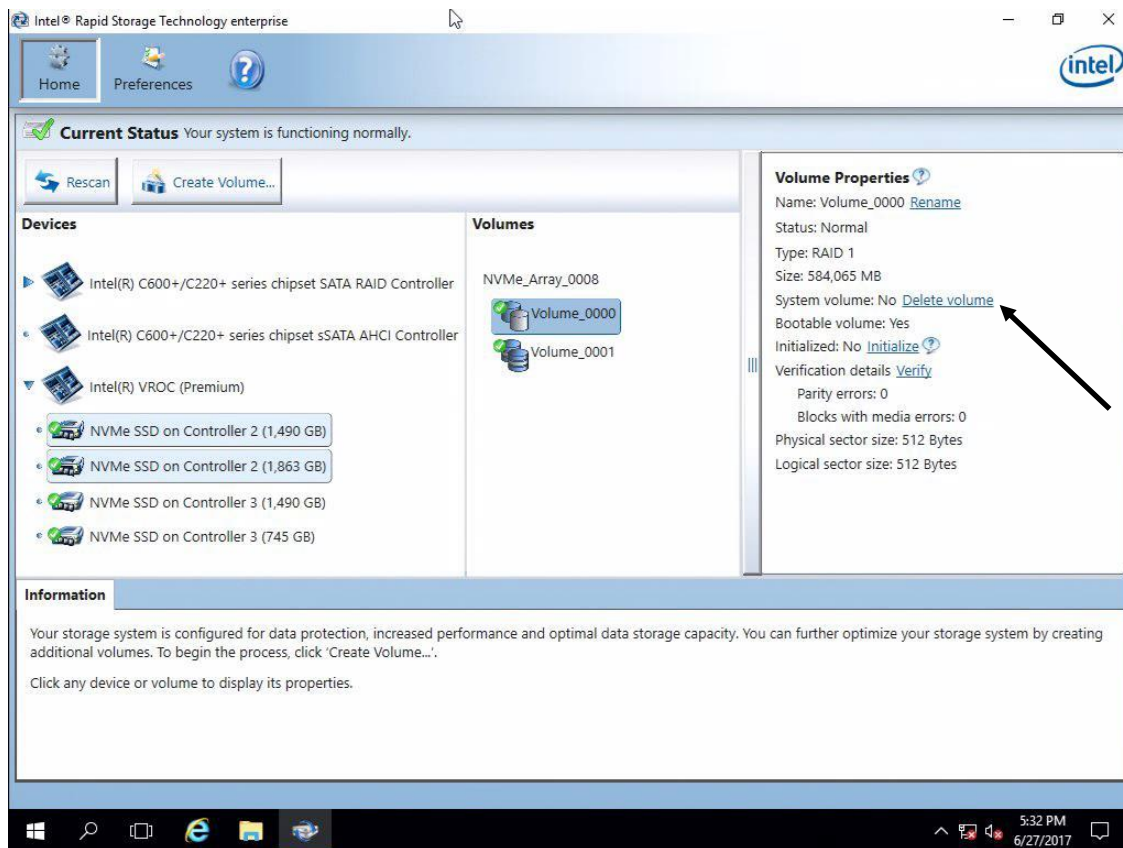 Intel® Rapid Storage Technology enterprise
Home
Preferences
?
intel
Current Status Your system is functioning normally.
Rescan
Create Volume...
Devices
Intel(R) C600+/C220+ series chipset SATA RAID Controller
Intel(R) C600+/C220+ series chipset sSATA AHCI Controller
Intel(R) VROC (Premium)
NVMe SSD on Controller 2 (1,490 GB)
NVMe SSD on Controller 2 (1,863 GB)
NVMe SSD on Controller 3 (1,490 GB)
NVMe SSD on Controller 3 (745 GB)
Volumes
NVMe_Array_0008
Volume_0000
Volume_0001
Volume Properties
Name: Volume_0000 Rename
Status: Normal
Type: RAID 1
Size: 584,065 MB
System volume: No Delete volume
Bootable volume: Yes
Initialized: No Initialize
Verification details Verify
Parity errors: 0
Blocks with media errors: 0
Physical sector size: 512 Bytes
Logical sector size: 512 Bytes
Information
Your storage system is configured for data protection, increased performance and optimal data storage capacity. You can further optimize your storage system by creating
additional volumes. To begin the process, click 'Create Volume...'.
Click any device or volume to display its properties.
5:32 PM
6/27/2017